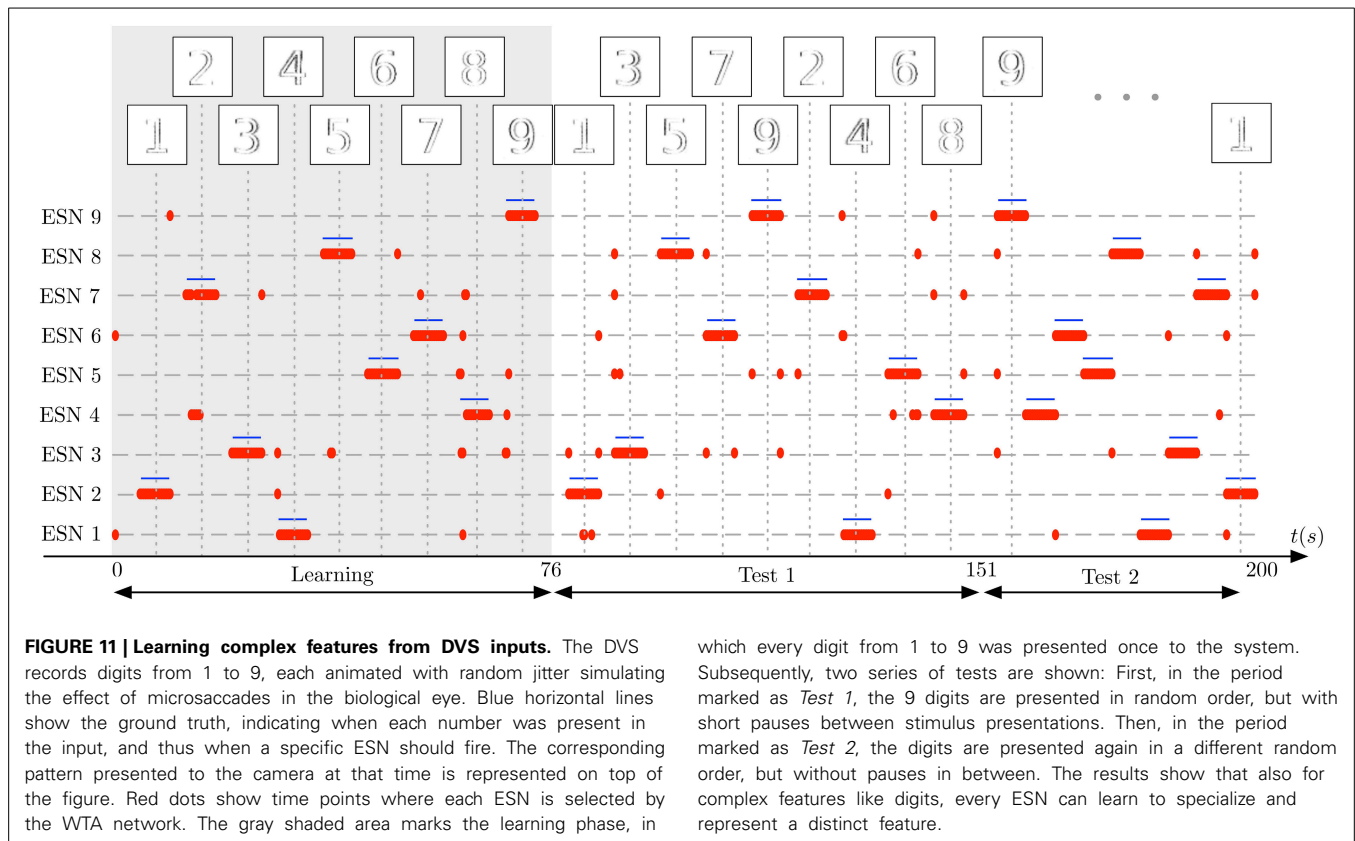 2 4 6 8 3 7 2 6 9
1 3 5 7 9 1 5 9 4 8 1
ESN 9
ESN 8
ESN 7
ESN 6
ESN 5
ESN 4
ESN 3
ESN 2
ESN 1
t(s)
0 Learning 76 Test 1 151 Test 2 200
FIGURE 11 | Learning complex features from DVS inputs. The DVS
records digits from 1 to 9, each animated with random jitter simulating
the effect of microsaccades in the biological eye. Blue horizontal lines
show the ground truth, indicating when each number was present in
the input, and thus when a specific ESN should fire. The corresponding
pattern presented to the camera at that time is represented on top of
the figure. Red dots show time points where each ESN is selected by
the WTA network. The gray shaded area marks the learning phase, in
which every digit from 1 to 9 was presented once to the system.
Subsequently, two series of tests are shown: First, in the period
marked as Test 1, the 9 digits are presented in random order, but with
short pauses between stimulus presentations. Then, in the period
marked as Test 2, the digits are presented again in a different random
order, but without pauses in between. The results show that also for
complex features like digits, every ESN can learn to specialize and
represent a distinct feature.